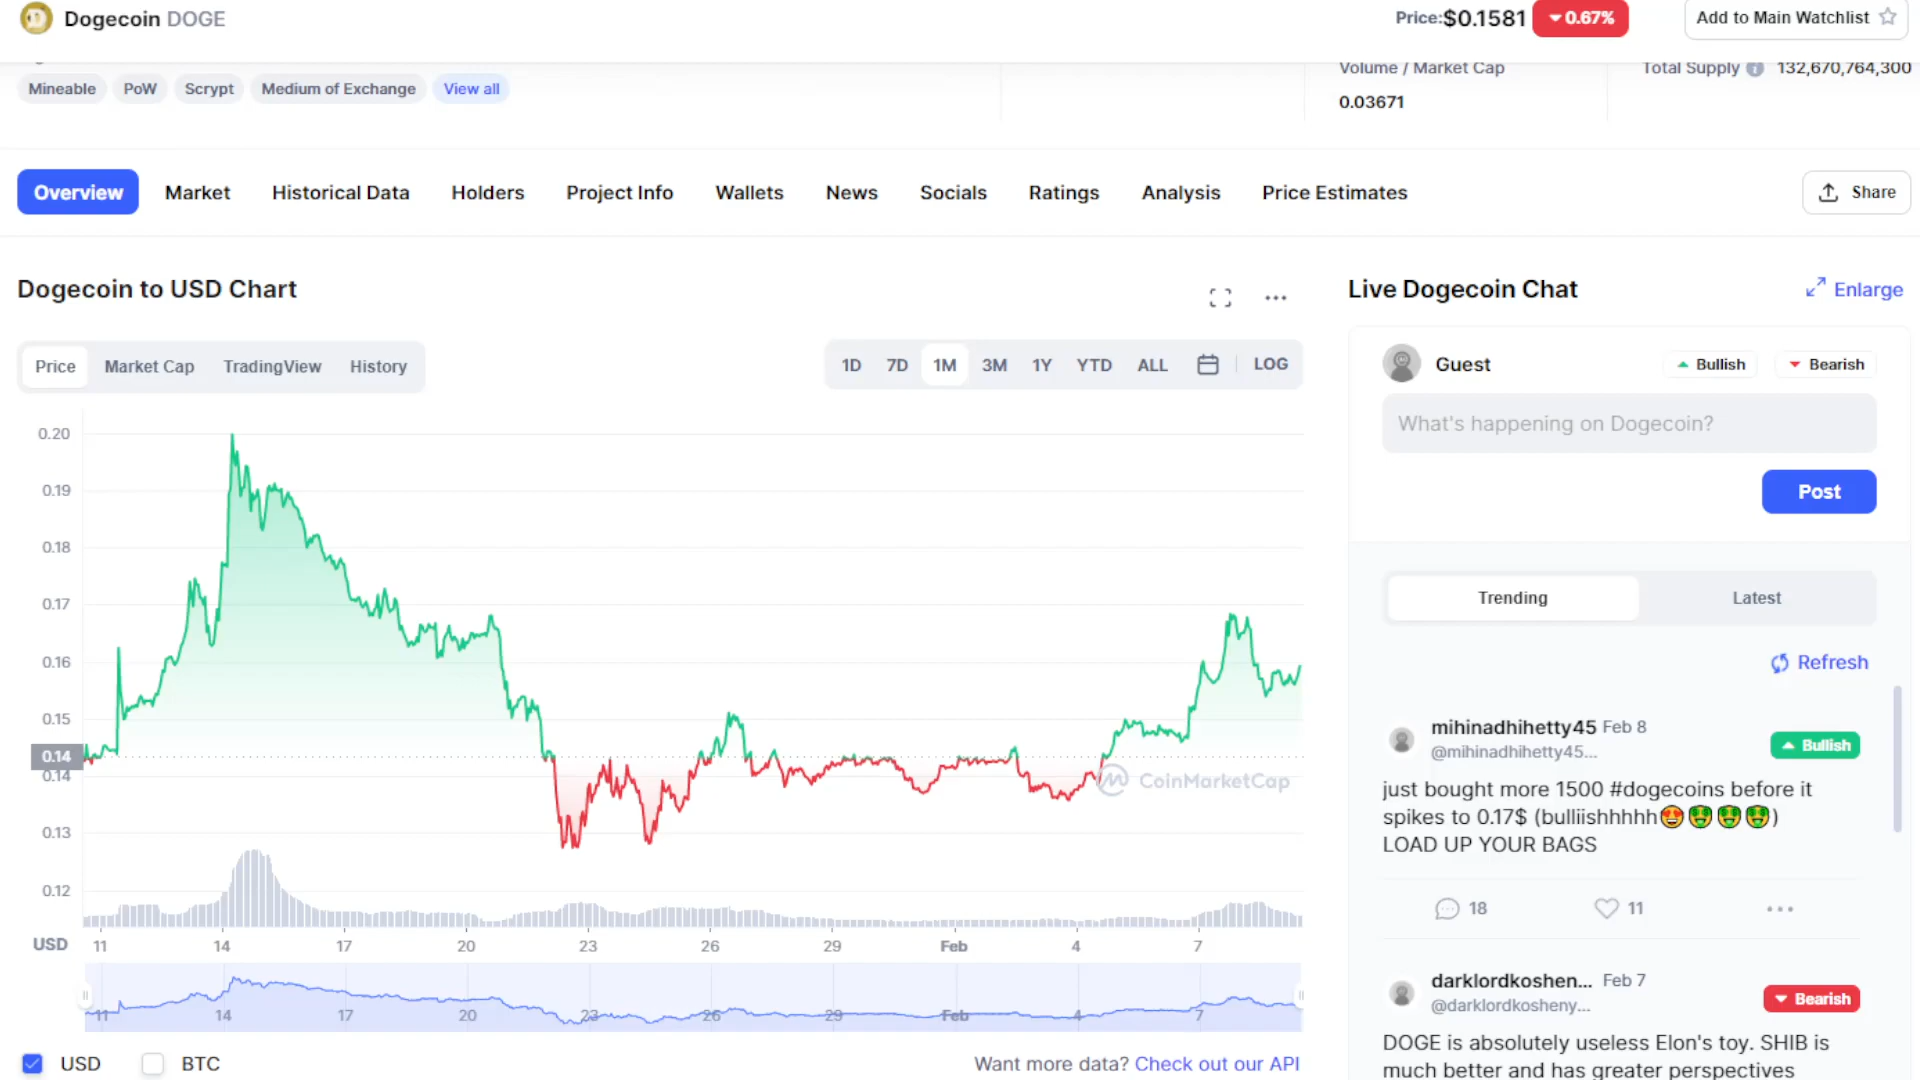 Dogecoin DOGE
Price:$0.1581 0.67%
Add to Main Watchlist
Mineable PoW Scrypt Medium of Exchange View all
Volume / Market Cap
0.03671
Total Supply 132,670,764,300
Overview Market Historical Data Holders Project Info Wallets News Socials Ratings Analysis Price Estimates
Share
Dogecoin to USD Chart
Price Market Cap TradingView History
1D 7D 1M 3M 1Y YTD ALL LOG
0.20
0.19
0.18
0.17
0.16
0.15
0.14
0.14
0.13
0.12
CoinMarketCap
USD 11 14 17 20 23 26 29 Feb 4 7
11 14 17 20 23 26 29 Feb 4 7
USD BTC
Want more data? Check out our API
Live Dogecoin Chat
Enlarge
Guest
Bullish Bearish
What's happening on Dogecoin?
Post
Trending Latest
Refresh
mihinadhihetty45 Feb 8
@mihinadhihetty45...
Bullish
just bought more 1500 #dogecoins before it
spikes to 0.17$ (bulliishhhhh😍🤑🤑🤑)
LOAD UP YOUR BAGS
18 11
darklordkoshen... Feb 7
@darklordkosheny...
Bearish
DOGE is absolutely useless Elon's toy. SHIB is
much better and has greater perspectives